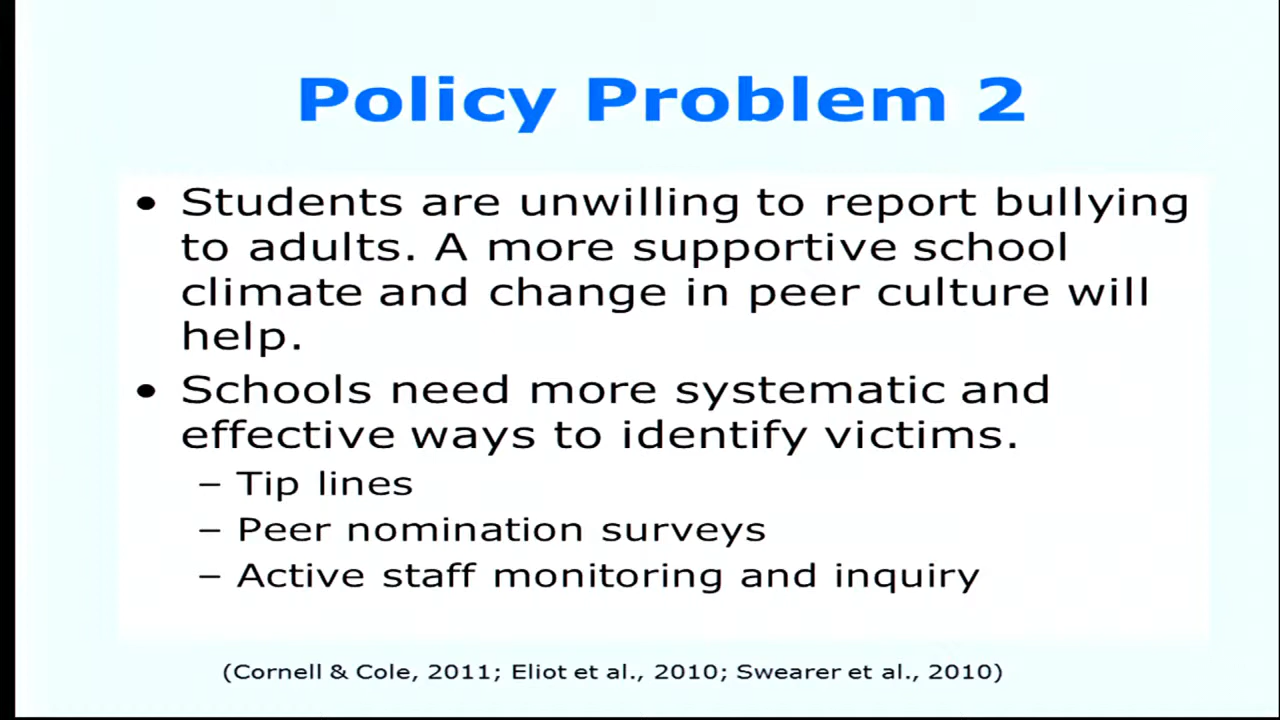 Policy Problem 2
• Students are unwilling to report bullying
to adults. A more supportive school
climate and change in peer culture will
help.
• Schools need more systematic and
effective ways to identify victims.
– Tip lines
– Peer nomination surveys
– Active staff monitoring and inquiry
(Cornell & Cole, 2011; Eliot et al., 2010; Swearer et al., 2010)